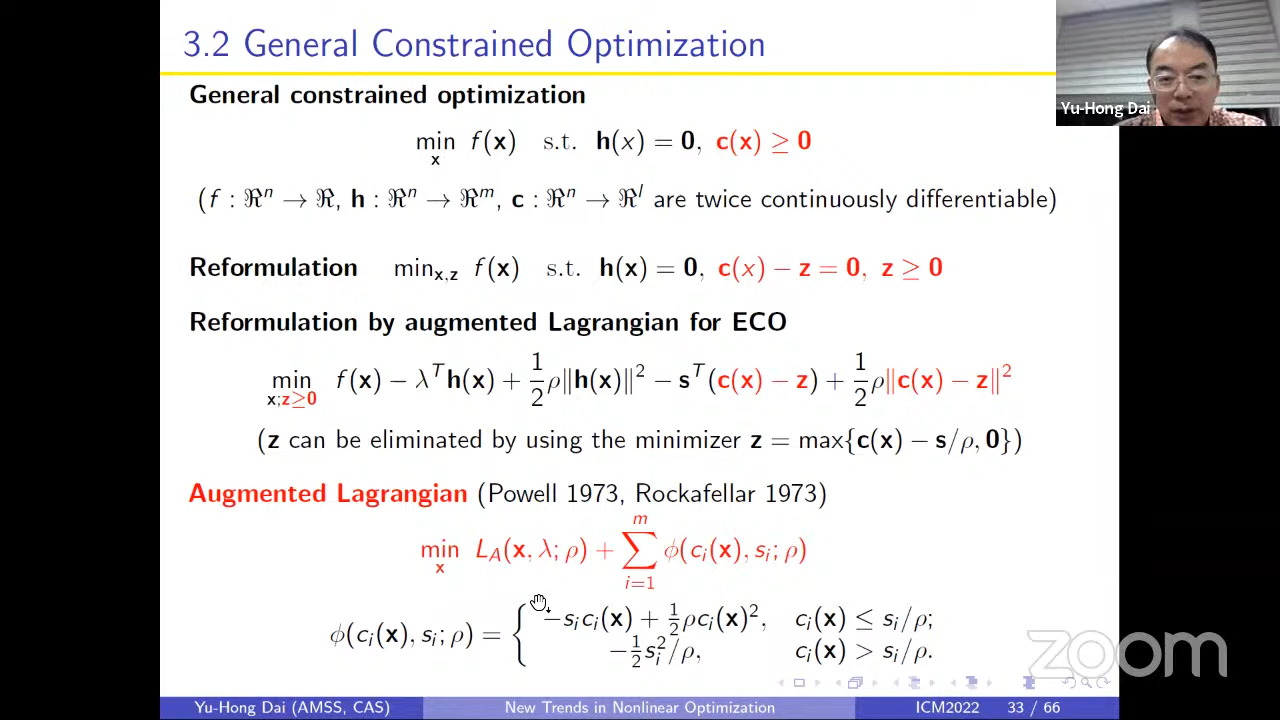 3.2 General Constrained Optimization
Yu-Hong Dai
General constrained optimization
min_x f(x) s.t. h(x) = 0, c(x) ≥ 0
(f : ℜ^n → ℜ, h : ℜ^n → ℜ^m, c : ℜ^n → ℜ^l are twice continuously differentiable)
Reformulation min_{x,z} f(x) s.t. h(x) = 0, c(x) − z = 0, z ≥ 0
Reformulation by augmented Lagrangian for ECO
min_{x;z≥0} f(x) − λ^T h(x) + 1/2 ρ‖h(x)‖^2 − s^T(c(x) − z) + 1/2 ρ‖c(x) − z‖^2
(z can be eliminated by using the minimizer z = max{c(x) − s/ρ, 0})
Augmented Lagrangian (Powell 1973, Rockafellar 1973)
min_x L_A(x, λ; ρ) + ∑_{i=1}^{m} ϕ(c_i(x), s_i; ρ)
ϕ(c_i(x), s_i; ρ) = { −s_i c_i(x) + 1/2 ρc_i(x)^2, c_i(x) ≤ s_i/ρ;
−1/2 s_i^2/ρ, c_i(x) > s_i/ρ.
zoom
Yu-Hong Dai (AMSS, CAS) New Trends in Nonlinear Optimization ICM2022 33 / 66